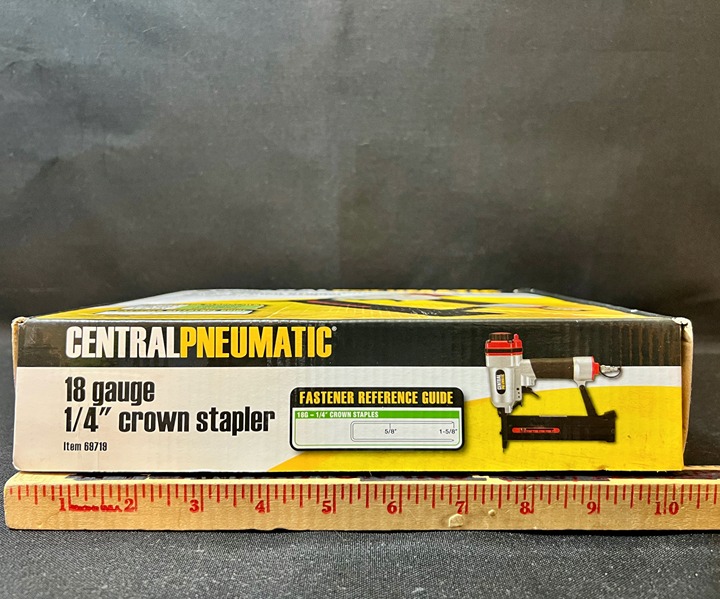 CENTRALPNEUMATIC®
18 gauge
1/4" crown stapler
Item 69719
FASTENER REFERENCE GUIDE
18G - 1/4" CROWN STAPLES
5/8" 1-5/8"
1 2 3 4 5 6 7 8 9 10